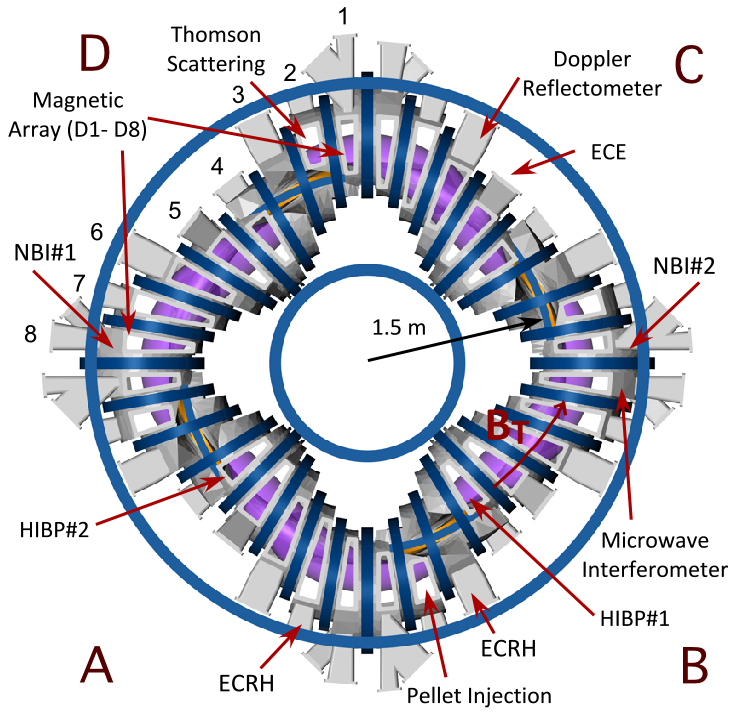 1
Thomson
Scattering
D
2
Doppler
Reflectometer
C
Magnetic
Array (D1- D8)
3
ECE
4
5
6
NBI#1
NBI#2
7
8
1.5 m
BT
HIBP#2
Microwave
Interferometer
HIBP#1
ECRH
A
ECRH
B
Pellet Injection